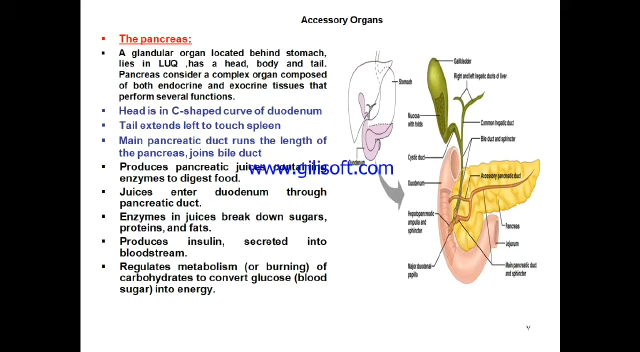 Accessory Organs
The pancreas:
A glandular organ located behind stomach,
lies in LUQ ,has a head, body and tail.
Pancreas consider a complex organ composed
of both endocrine and exocrine tissues that
perform several functions.
Head is in C-shaped curve of duodenum
Tail extends left to touch spleen
Main pancreatic duct runs the length of
the pancreas, joins bile duct
Produces pancreatic juices containing
enzymes to digest food.
Juices enter duodenum through
pancreatic duct.
Enzymes in juices break down sugars,
proteins, and fats.
Produces insulin, secreted into
bloodstream.
Regulates metabolism (or burning) of
carbohydrates to convert glucose (blood
sugar) into energy.
www.gilisoft.com
Stomach
Duodenum
Gallbladder
Right and left hepatic ducts of liver
Mucosa
with folds
Common hepatic duct
Bile duct and sphincter
Cystic duct
Accessory pancreatic duct
Duodenum
Hepatopancreatic
ampulla and
sphincter
Pancreas
Jejunum
Major duodenal
papilla
Main pancreatic duct
and sphincter
٧